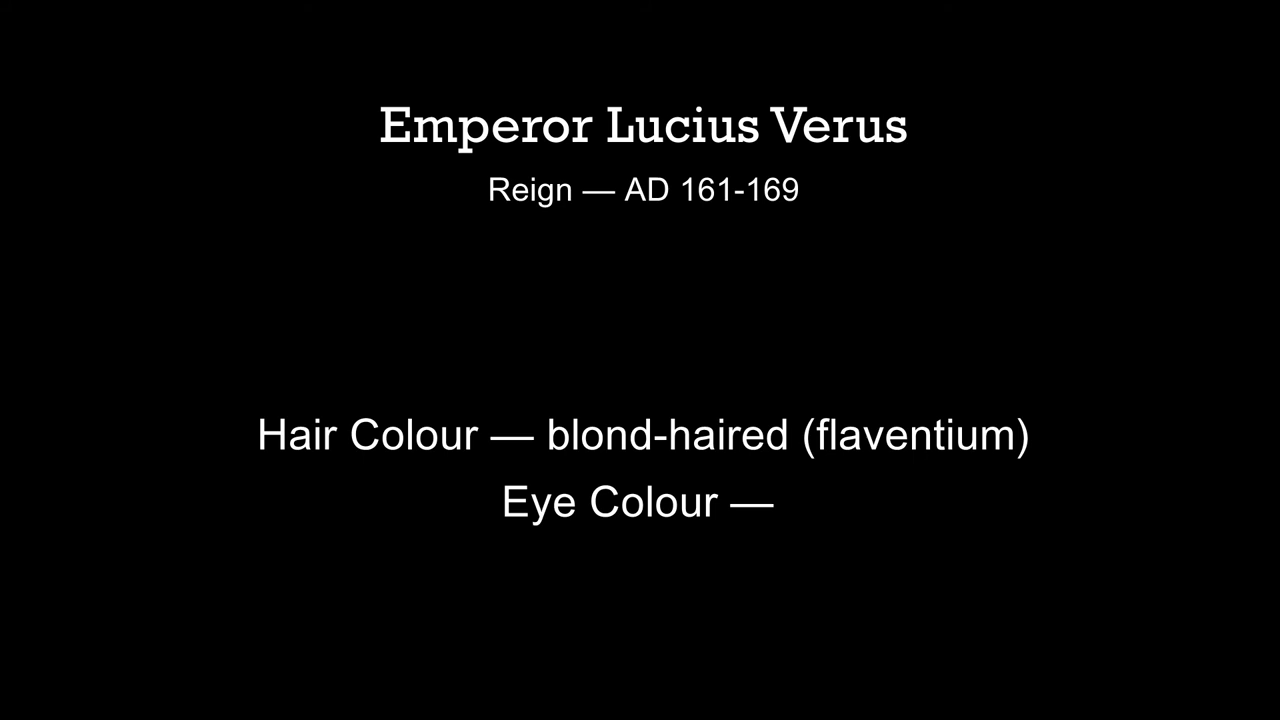 Emperor Lucius Verus
Reign — AD 161-169
Hair Colour — blond-haired (flaventium)
Eye Colour —